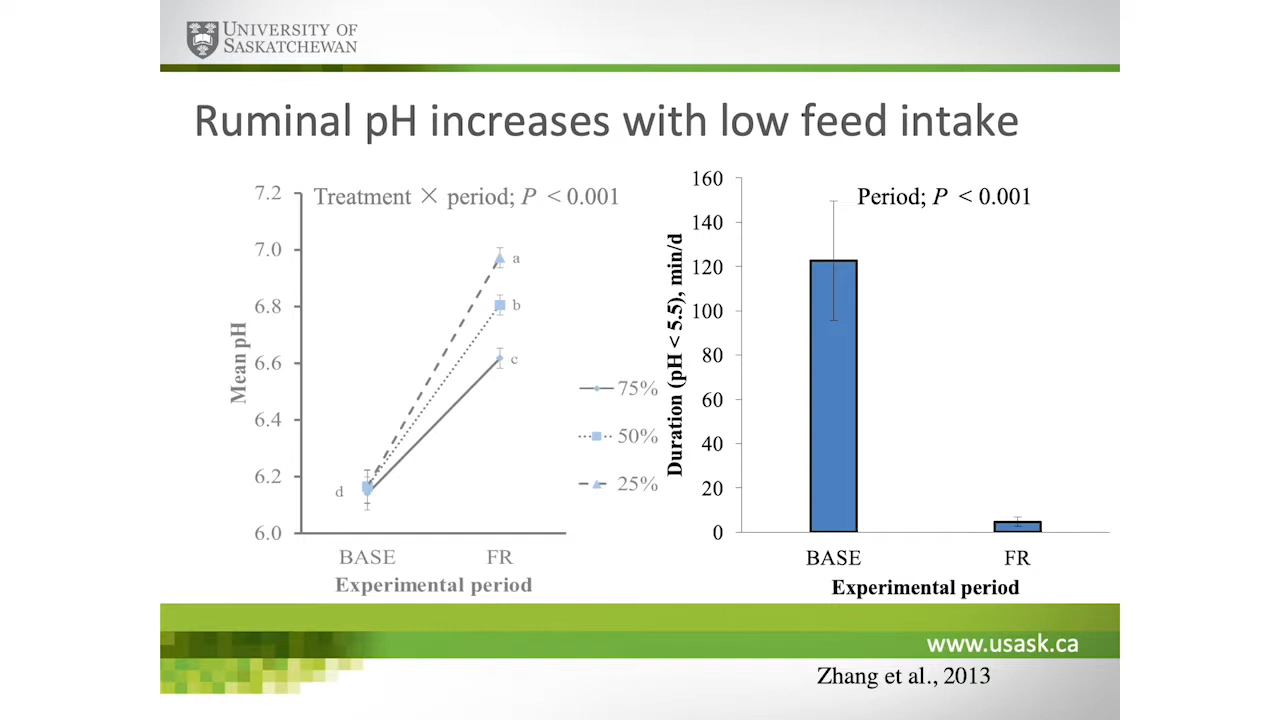 UNIVERSITY OF
SASKATCHEWAN
Ruminal pH increases with low feed intake
Treatment × period; P < 0.001
7.2
7.0
6.8
6.6
6.4
6.2
6.0
Mean pH
a
b
c
d
75%
50%
25%
BASE
FR
Experimental period
Period; P < 0.001
160
140
120
100
80
60
40
20
0
Duration (pH < 5.5), min/d
BASE
FR
Experimental period
www.usask.ca
Zhang et al., 2013